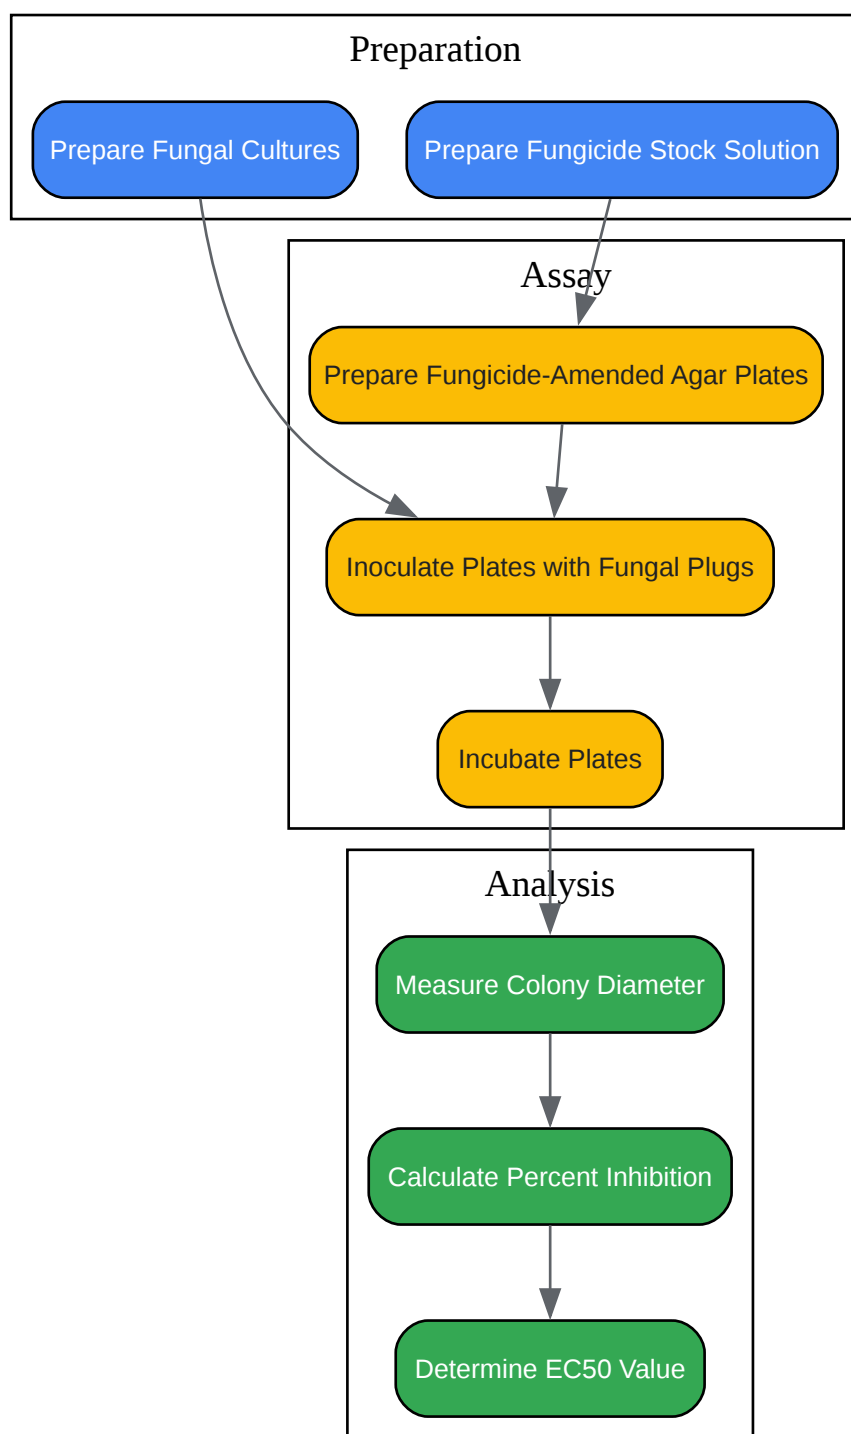 Preparation
Prepare Fungal Cultures
Prepare Fungicide Stock Solution
Assay
Prepare Fungicide-Amended Agar Plates
Inoculate Plates with Fungal Plugs
Incubate Plates
Analysis
Measure Colony Diameter
Calculate Percent Inhibition
Determine EC50 Value